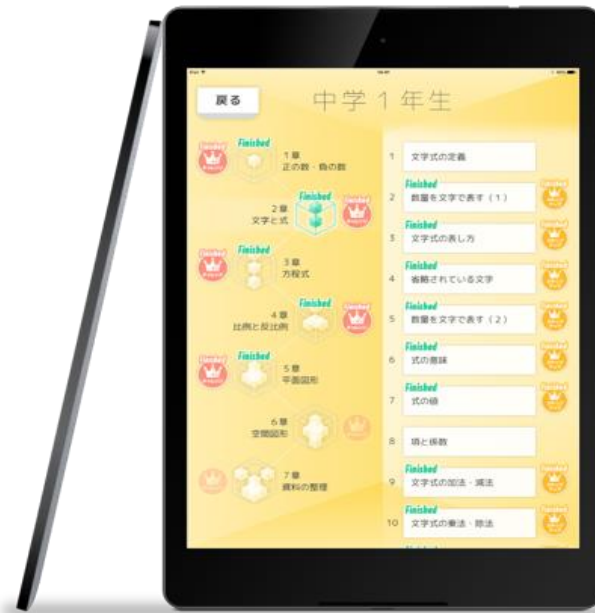 戻る
中学1年生
Finished
Finished
1章
正の数・負の数
Finished
Finished
2章
文字と式
Finished
Finished
3章
方程式
Finished
Finished
4章
比例と反比例
Finished
Finished
5章
平面図形
6章
空間図形
7章
資料の整理
1 文字式の定義
Finished
2 数量を文字で表す(1)
Finished
3 文字式の表し方
Finished
4 省略されている文字
Finished
5 数量を文字で表す(2)
Finished
6 式の意味
Finished
7 式の値
8 項と係数
Finished
9 文字式の加法・減法
Finished
10 文字式の乗法・除法
Finished